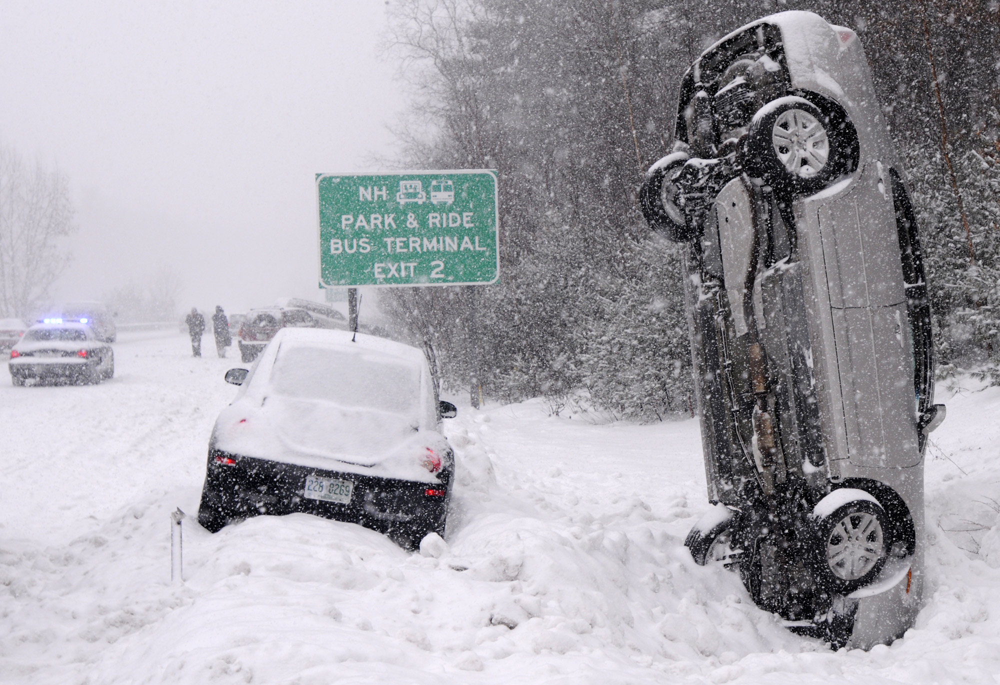 NH
PARK & RIDE
BUS TERMINAL
EXIT 2
228 0269